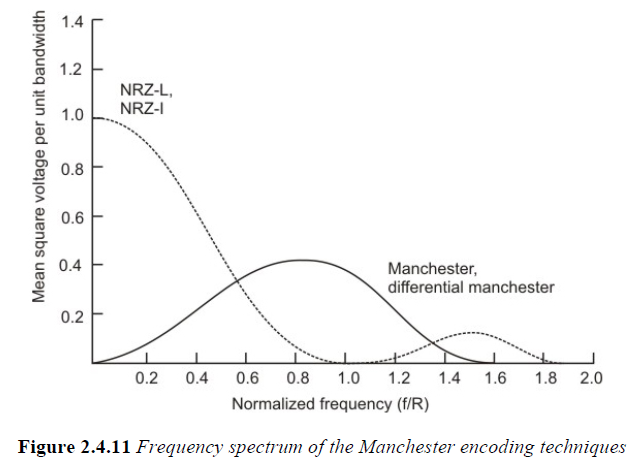 Mean square voltage per unit bandwidth
1.4
1.2
1.0
0.8
0.6
0.4
0.2
NRZ-L,
NRZ-I
Manchester,
differential manchester
0.2 0.4 0.6 0.8 1.0 1.2 1.4 1.6 1.8 2.0
Normalized frequency (f/R)
Figure 2.4.11 Frequency spectrum of the Manchester encoding techniques